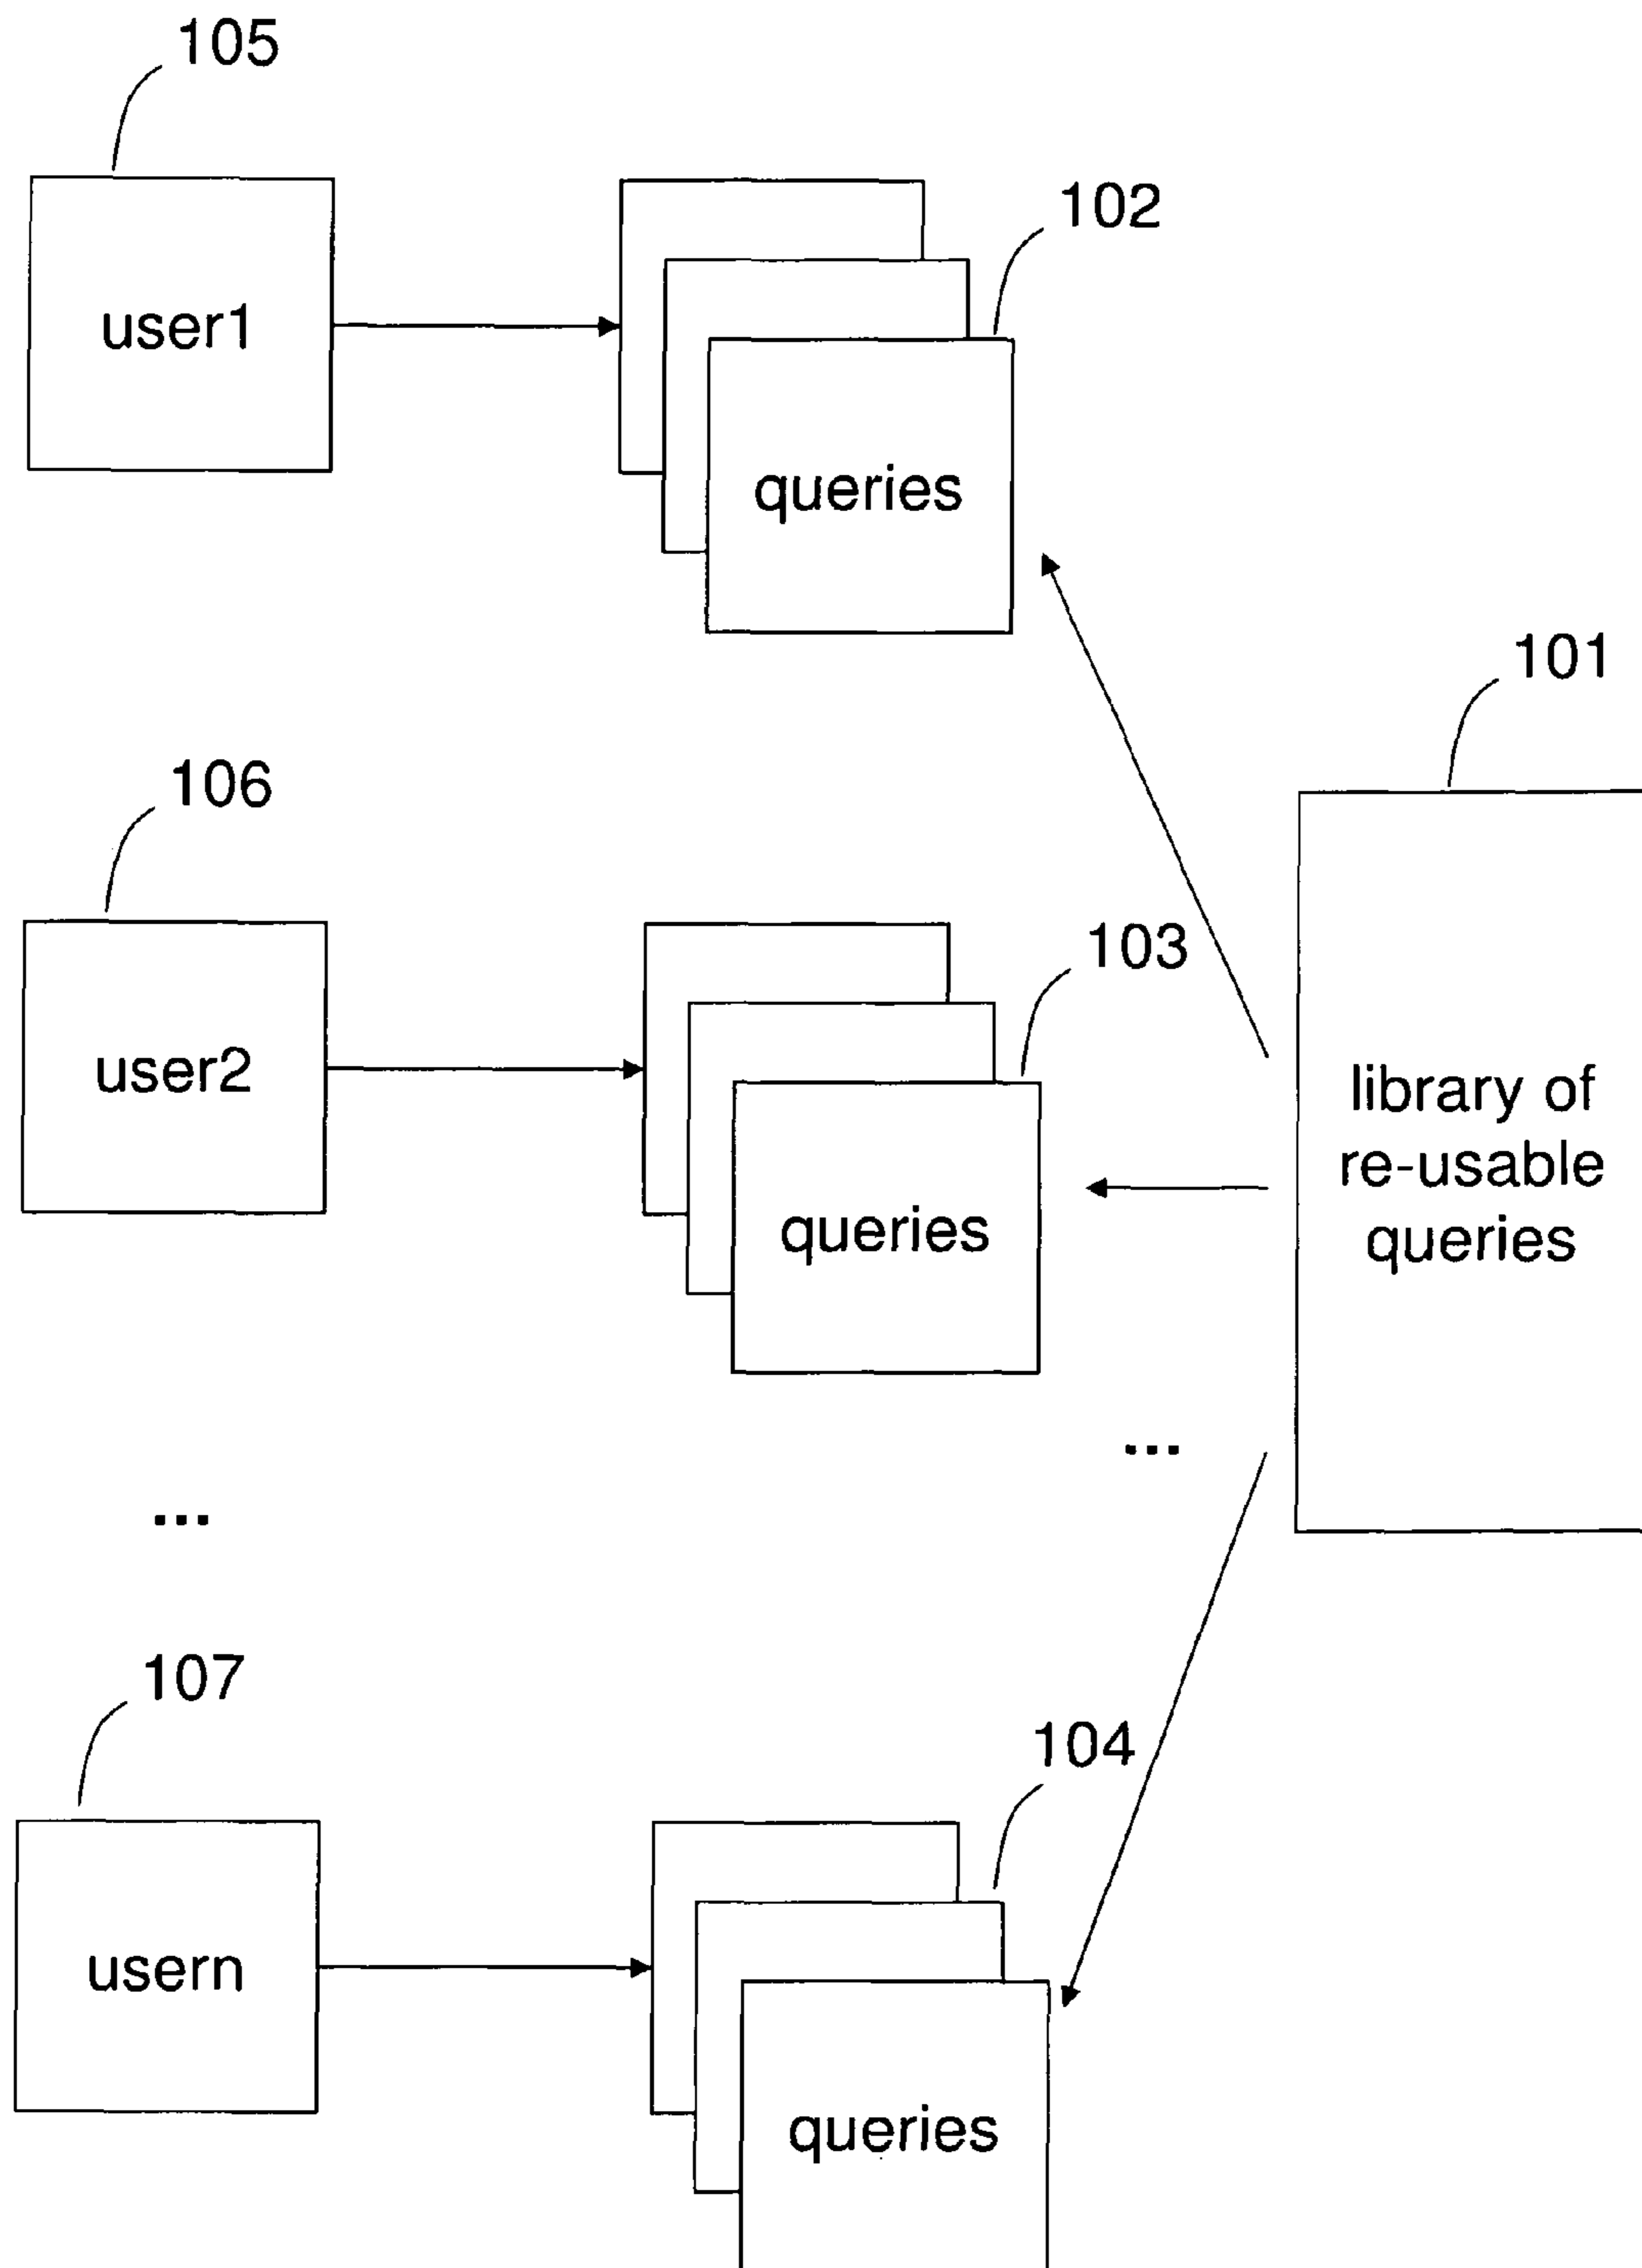 105
102
user1
queries
101
106
103
user2
library of
re-usable
queries
queries
...
...
107
104
usern
queries